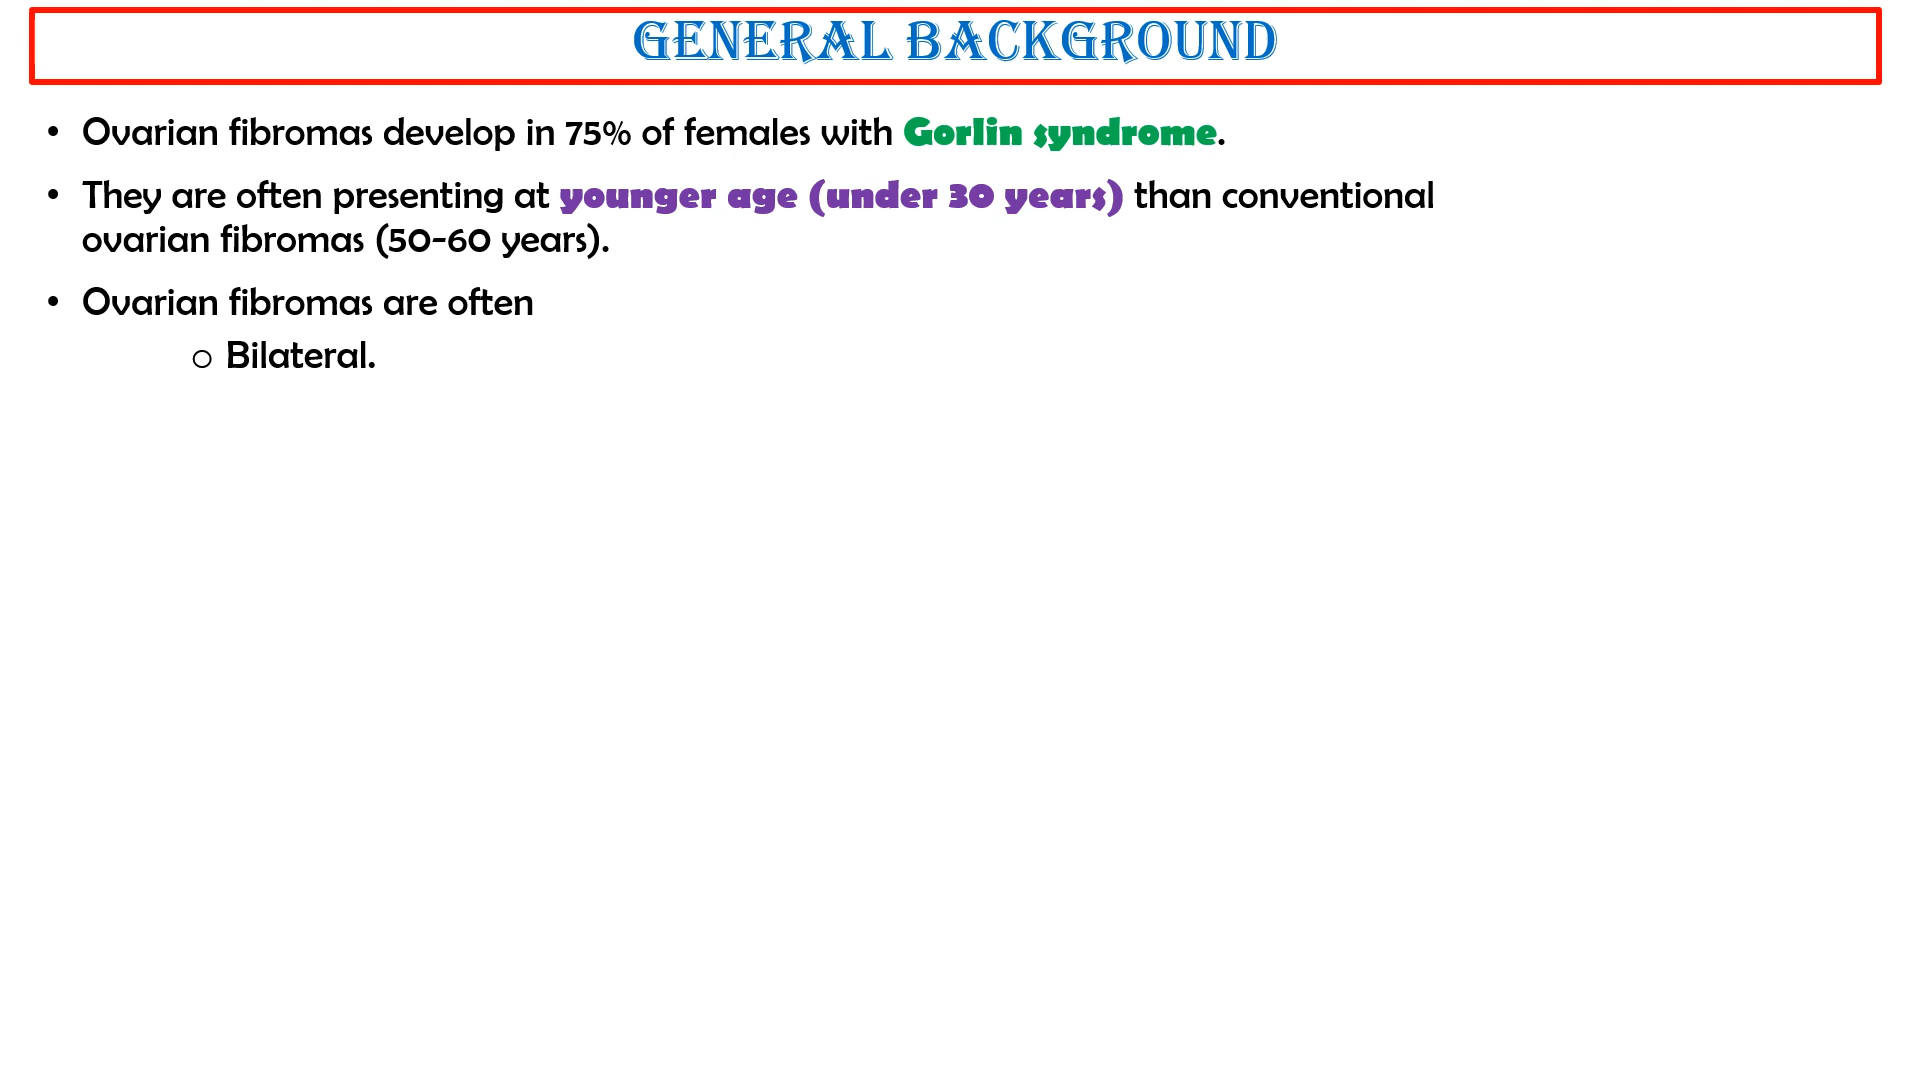 GENERAL BACKGROUND
• Ovarian fibromas develop in 75% of females with Gorlin syndrome.
• They are often presenting at younger age (under 30 years) than conventional
ovarian fibromas (50-60 years).
• Ovarian fibromas are often
o Bilateral.